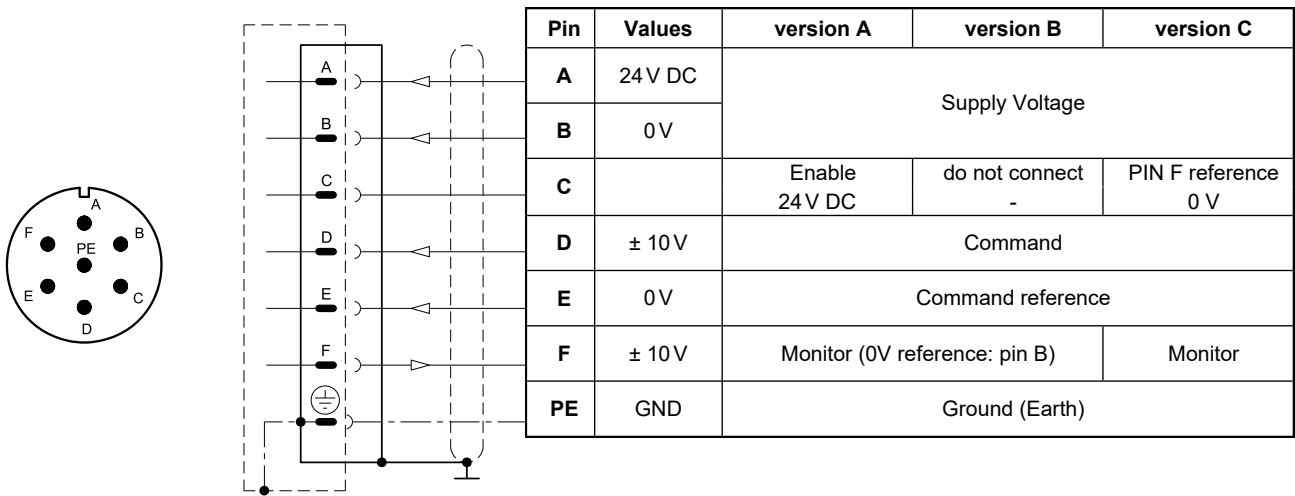 A
F
B
PE
E
C
D
A
B
C
D
E
F
Pin Values version A version B version C
A 24 V DC Supply Voltage
B 0 V
C Enable do not connect PIN F reference
24 V DC - 0 V
D ± 10 V Command
E 0 V Command reference
F ± 10 V Monitor (0V reference: pin B) Monitor
PE GND Ground (Earth)